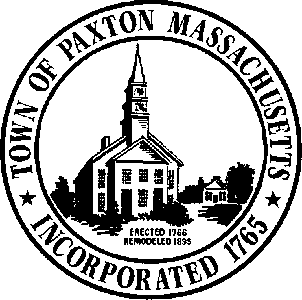 TOWN OF PAXTON MASSACHUSETTS
ERECTED 1766
REMODELED 1835
INCORPORATED 1765